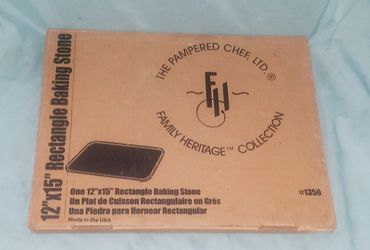 12"x15" Rectangle Baking Stone
THE PAMPERED CHEF, LTD.®
FH
FAMILY HERITAGE™ COLLECTION
One 12"x15" Rectangle Baking Stone
Un Plat de Cuisson Rectangulaire en Grès
Una Piedra para Hornear Rectangular
Made in the USA
#1350